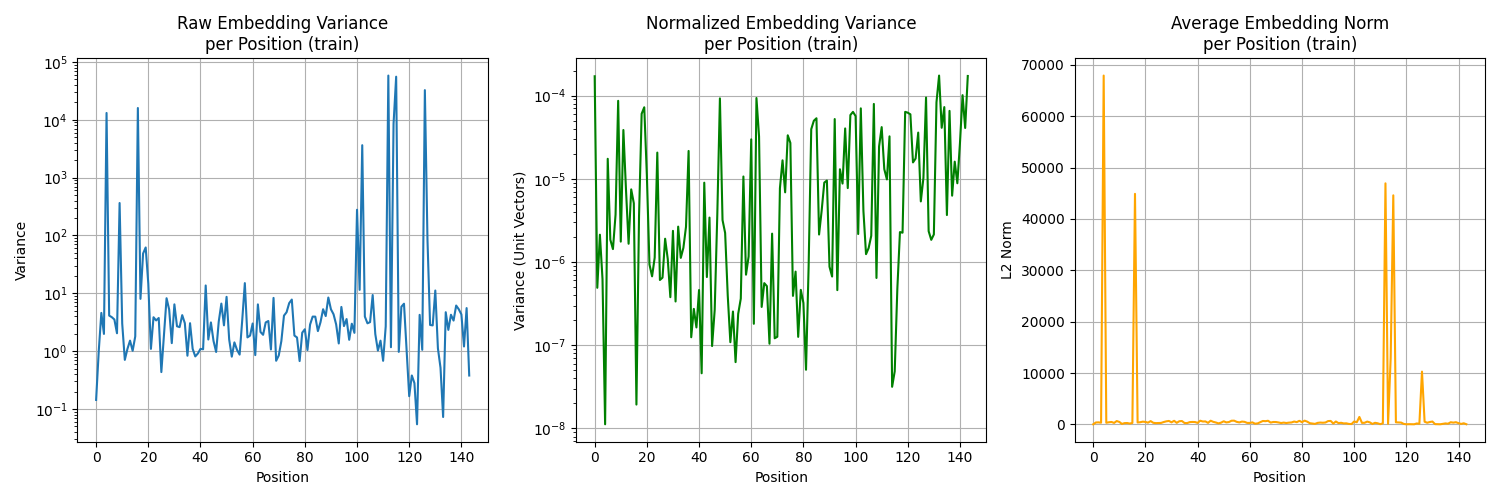 Raw Embedding Variance
per Position (train)
Variance
10^5
10^4
10^3
10^2
10^1
10^0
10^-1
0 20 40 60 80 100 120 140
Position
Normalized Embedding Variance
per Position (train)
Variance (Unit Vectors)
10^-4
10^-5
10^-6
10^-7
10^-8
0 20 40 60 80 100 120 140
Position
Average Embedding Norm
per Position (train)
L2 Norm
70000
60000
50000
40000
30000
20000
10000
0
0 20 40 60 80 100 120 140
Position